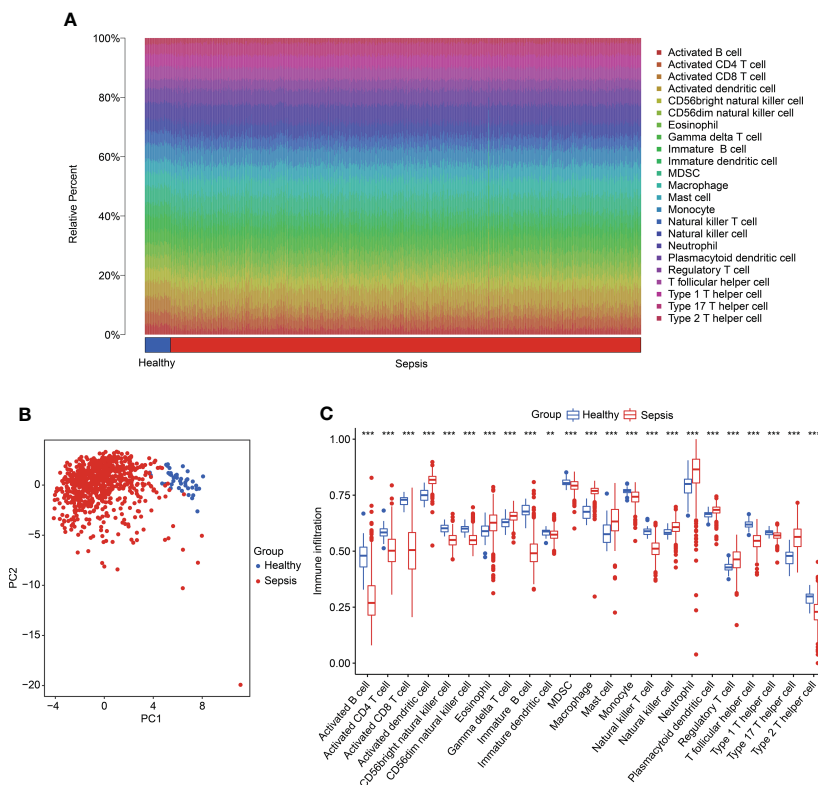 A
100%
80%
60%
40%
20%
0%
Relative Percent
Healthy
Sepsis
Activated B cell
Activated CD4 T cell
Activated CD8 T cell
Activated dendritic cell
CD56bright natural killer cell
CD56dim natural killer cell
Eosinophil
Gamma delta T cell
Immature B cell
Immature dendritic cell
MDSC
Macrophage
Mast cell
Monocyte
Natural killer T cell
Natural killer cell
Neutrophil
Plasmacytoid dendritic cell
Regulatory T cell
T follicular helper cell
Type 1 T helper cell
Type 17 T helper cell
Type 2 T helper cell
B
0
−5
−10
−15
−20
PC2
−4 0 4 8
PC1
Group
Healthy
Sepsis
C
Group Healthy Sepsis
*** *** *** *** *** *** *** *** *** ** *** *** *** *** *** *** *** *** *** *** *** *** ***
1.00
0.75
0.50
0.25
0.00
Immune infiltration
Activated B cell
Activated CD4 T cell
Activated CD8 T cell
Activated dendritic cell
CD56bright natural killer cell
CD56dim natural killer cell
Eosinophil
Gamma delta T cell
Immature B cell
Immature dendritic cell
MDSC
Macrophage
Mast cell
Monocyte
Natural killer T cell
Natural killer cell
Neutrophil
Plasmacytoid dendritic cell
Regulatory T cell
T follicular helper cell
Type 1 T helper cell
Type 17 T helper cell
Type 2 T helper cell